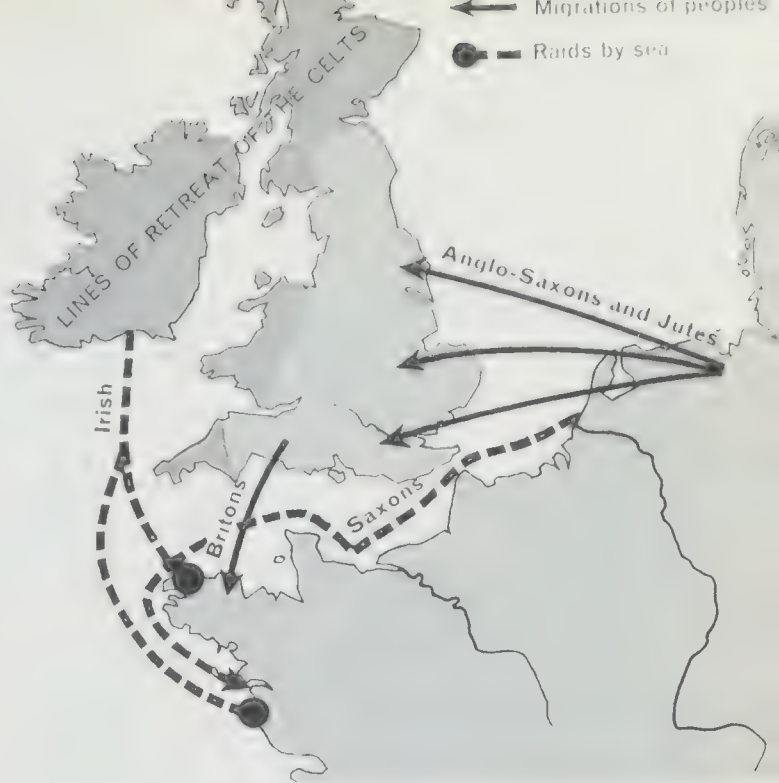 Migrations of peoples
Raids by sea
LINES OF RETREAT OF THE CELTS
Anglo-Saxons and Jutes
Irish
Britons
Saxons